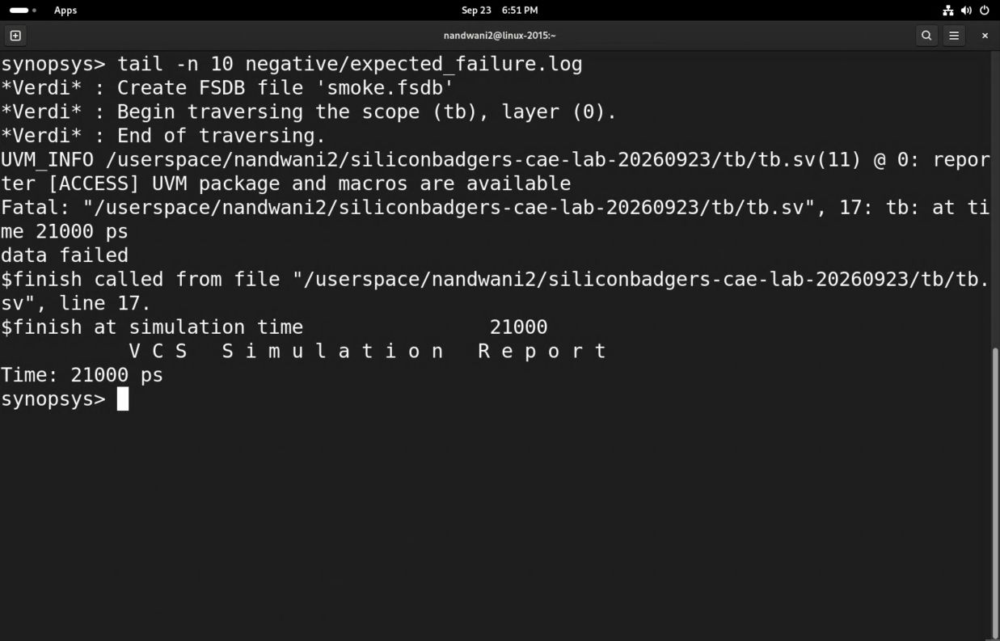 Apps
Sep 23 6:51 PM
nandwani2@linux-2015:~
synopsys> tail -n 10 negative/expected_failure.log
*Verdi* : Create FSDB file 'smoke.fsdb'
*Verdi* : Begin traversing the scope (tb), layer (0).
*Verdi* : End of traversing.
UVM_INFO /userspace/nandwani2/siliconbadgers-cae-lab-20260923/tb/tb.sv(11) @ 0: repor
ter [ACCESS] UVM package and macros are available
Fatal: "/userspace/nandwani2/siliconbadgers-cae-lab-20260923/tb/tb.sv", 17: tb: at ti
me 21000 ps
data failed
$finish called from file "/userspace/nandwani2/siliconbadgers-cae-lab-20260923/tb/tb.
sv", line 17.
$finish at simulation time                21000
           V C S   S i m u l a t i o n   R e p o r t
Time: 21000 ps
synopsys>